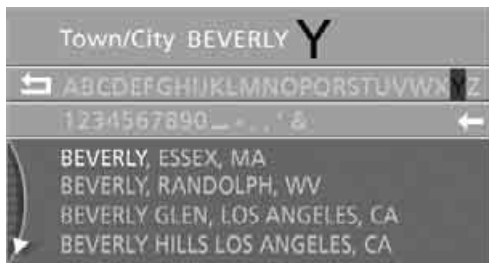 Town/City BEVERLY Y
ABCDEFGHIJKLMNOPQRSTUVWXYZ
1234567890_-.,'&
BEVERLY, ESSEX, MA
BEVERLY, RANDOLPH, WV
BEVERLY GLEN, LOS ANGELES, CA
BEVERLY HILLS LOS ANGELES, CA